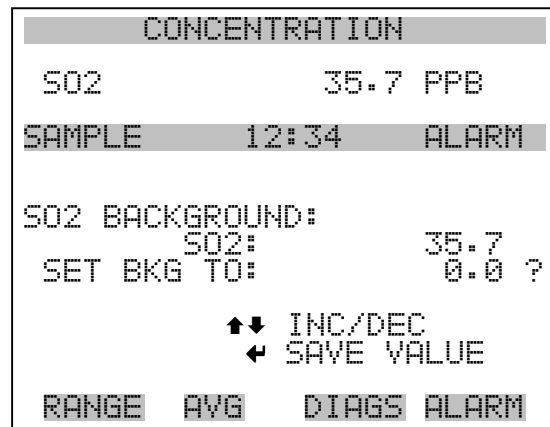 CONCENTRATION
SO2 35.7 PPB
SAMPLE 12:34 ALARM
SO2 BACKGROUND:
SO2: 35.7
SET BKG TO: 0.0 ?
⬆⬇ INC/DEC
↵ SAVE VALUE
RANGE AVG DIAGS ALARM